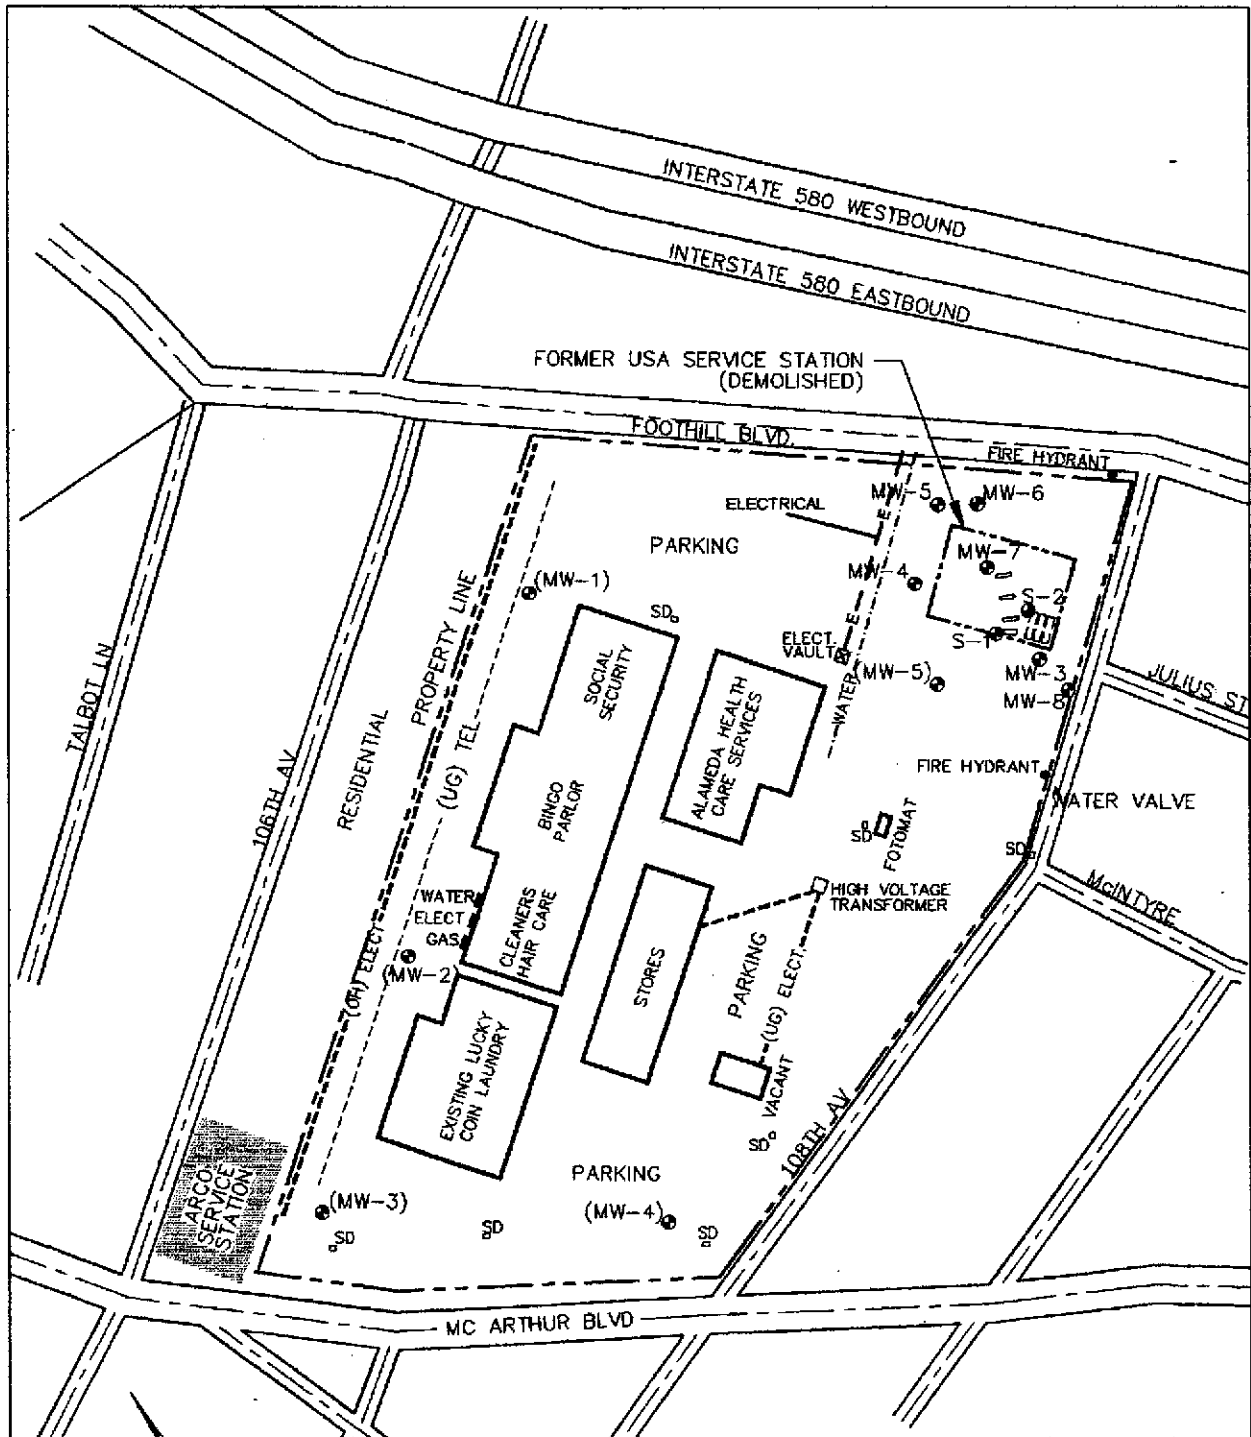 INTERSTATE 580 WESTBOUND
INTERSTATE 580 EASTBOUND
FORMER USA SERVICE STATION
(DEMOLISHED)
FOOTHILL BLVD.
FIRE HYDRANT
MW-5
MW-6
ELECTRICAL
E
PARKING
MW-7
MW-4
(MW-1)
E
S-2
SD
S-1
ELECT.
VAULT
MW-3
(MW-5)
MW-8
JULIUS ST
PROPERTY LINE
SOCIAL
SECURITY
WATER
TALBOT LN
RESIDENTIAL
(UG) TEL
ALAMEDA HEALTH
CARE SERVICES
FIRE HYDRANT
WATER VALVE
106TH AV
BINGO
PARLOR
SD
FOTOMAT
SD
WATER
ELECT
GAS
CLEANERS
HAIR CARE
HIGH VOLTAGE
TRANSFORMER
McINTYRE
(MW-2)
(OH) ELECT
STORES
PARKING
(UG) ELECT.
EXISTING LUCKY
COIN LAUNDRY
VACANT
SD
108TH AV
PARKING
ARCO
SERVICE
STATION
(MW-3)
SD
SD
(MW-4)
SD
MC ARTHUR BLVD